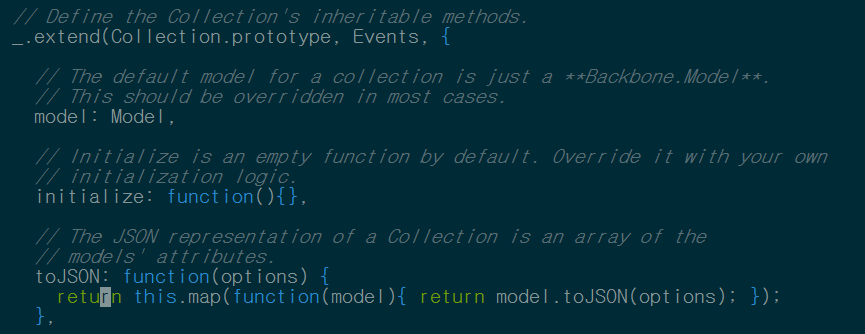 // Define the Collection's inheritable methods.
_.extend(Collection.prototype, Events, {
// The default model for a collection is just a **Backbone.Model**.
// This should be overridden in most cases.
model: Model,
// Initialize is an empty function by default. Override it with your own
// initialization logic.
initialize: function(){},
// The JSON representation of a Collection is an array of the
// models' attributes.
toJSON: function(options) {
return this.map(function(model){ return model.toJSON(options); });
},